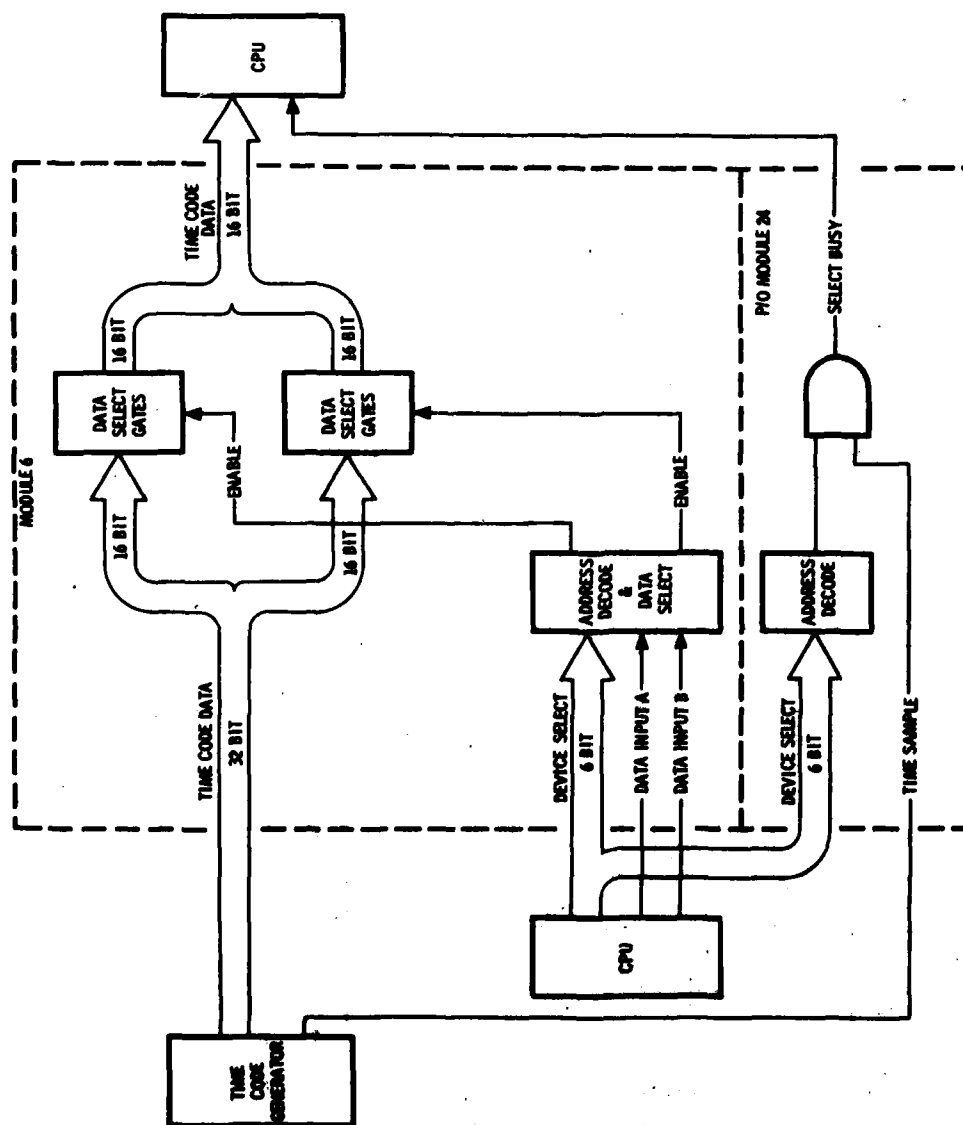 MODULE 6
TIME CODE
GENERATOR
TIME CODE DATA
32 BIT
16 BIT
16 BIT
DATA
SELECT
GATES
DATA
SELECT
GATES
16 BIT
16 BIT
TIME CODE
DATA
16 BIT
CPU
ENABLE
ENABLE
CPU
DEVICE SELECT
6 BIT
DATA INPUT A
DATA INPUT B
ADDRESS
DECODE
&
DATA
SELECT
P/O MODULE 24
DEVICE SELECT
6 BIT
ADDRESS
DECODE
SELECT BUSY
TIME SAMPLE